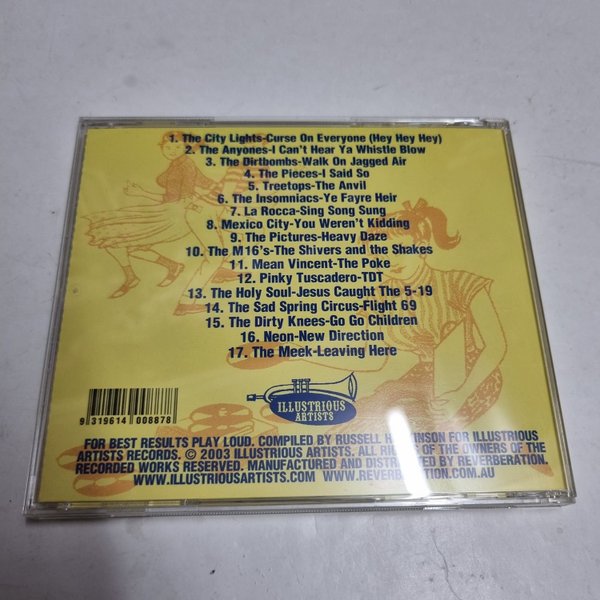 1. The City Lights-Curse On Everyone (Hey Hey Hey)
2. The Anyones-I Can't Hear Ya Whistle Blow
3. The Dirtbombs-Walk On Jagged Air
4. The Pieces-I Said So
5. Treetops-The Anvil
6. The Insomniacs-Ye Fayre Heir
7. La Rocca-Sing Song Sung
8. Mexico City-You Weren't Kidding
9. The Pictures-Heavy Daze
10. The M16's-The Shivers and the Shakes
11. Mean Vincent-The Poke
12. Pinky Tuscadero-TDT
13. The Holy Soul-Jesus Caught The 5-19
14. The Sad Spring Circus-Flight 69
15. The Dirty Knees-Go Go Children
16. Neon-New Direction
17. The Meek-Leaving Here
9 319614 008878
ILLUSTRIOUS
ARTISTS
FOR BEST RESULTS PLAY LOUD. COMPILED BY RUSSELL FOR ILLUSTRIOUS
ARTISTS RECORDS. © 2003 ILLUSTRIOUS ARTISTS. ALL OF THE OWNERS OF THE
RECORDED WORKS RESERVED. MANUFACTURED AND DISTRIBUTED BY REVERBERATION.
WWW.ILLUSTRIOUSARTISTS.COM WWW.REVERBERATION.COM.AU